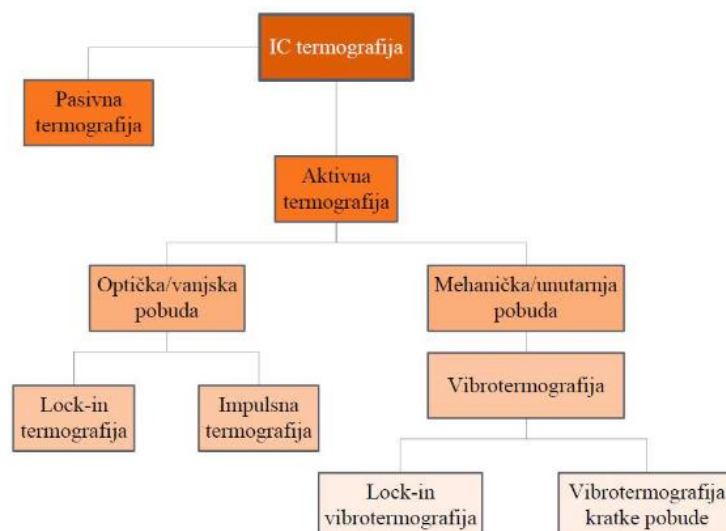 IC termografija
Pasivna
termografija
Aktivna
termografija
Optička/vanjska
pobuda
Mehanička/unutarnja
pobuda
Lock-in
termografija
Impulsna
termografija
Vibrotermografija
Lock-in
vibrotermografija
Vibrotermografija
kratke pobude